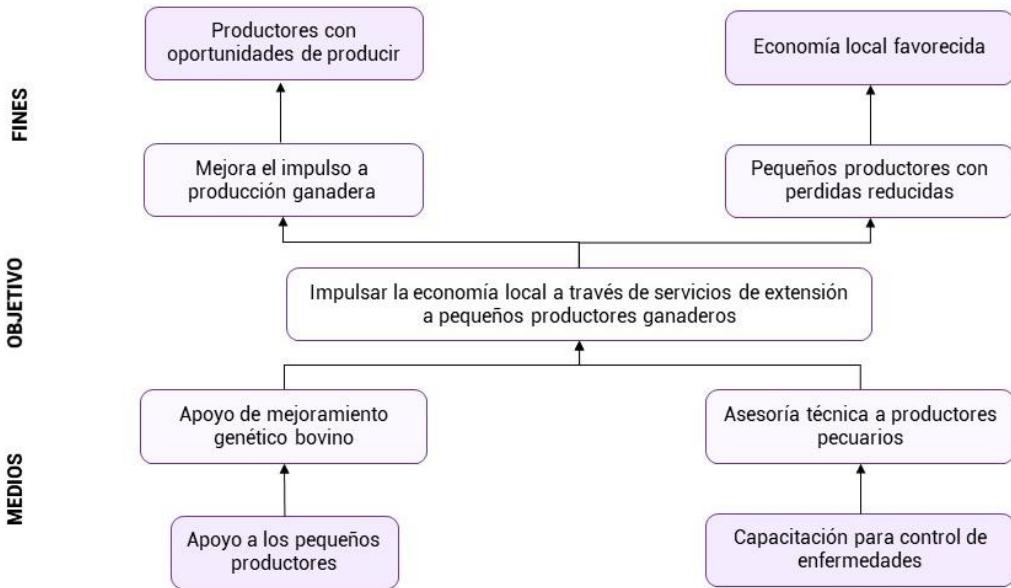 FINES
Productores con
oportunidades de producir
Economía local favorecida
Mejora el impulso a
producción ganadera
Pequeños productores con
perdidas reducidas
OBJETIVO
Impulsar la economía local a través de servicios de extensión
a pequeños productores ganaderos
MEDIOS
Apoyo de mejoramiento
genético bovino
Asesoría técnica a productores
pecuarios
Apoyo a los pequeños
productores
Capacitación para control de
enfermedades